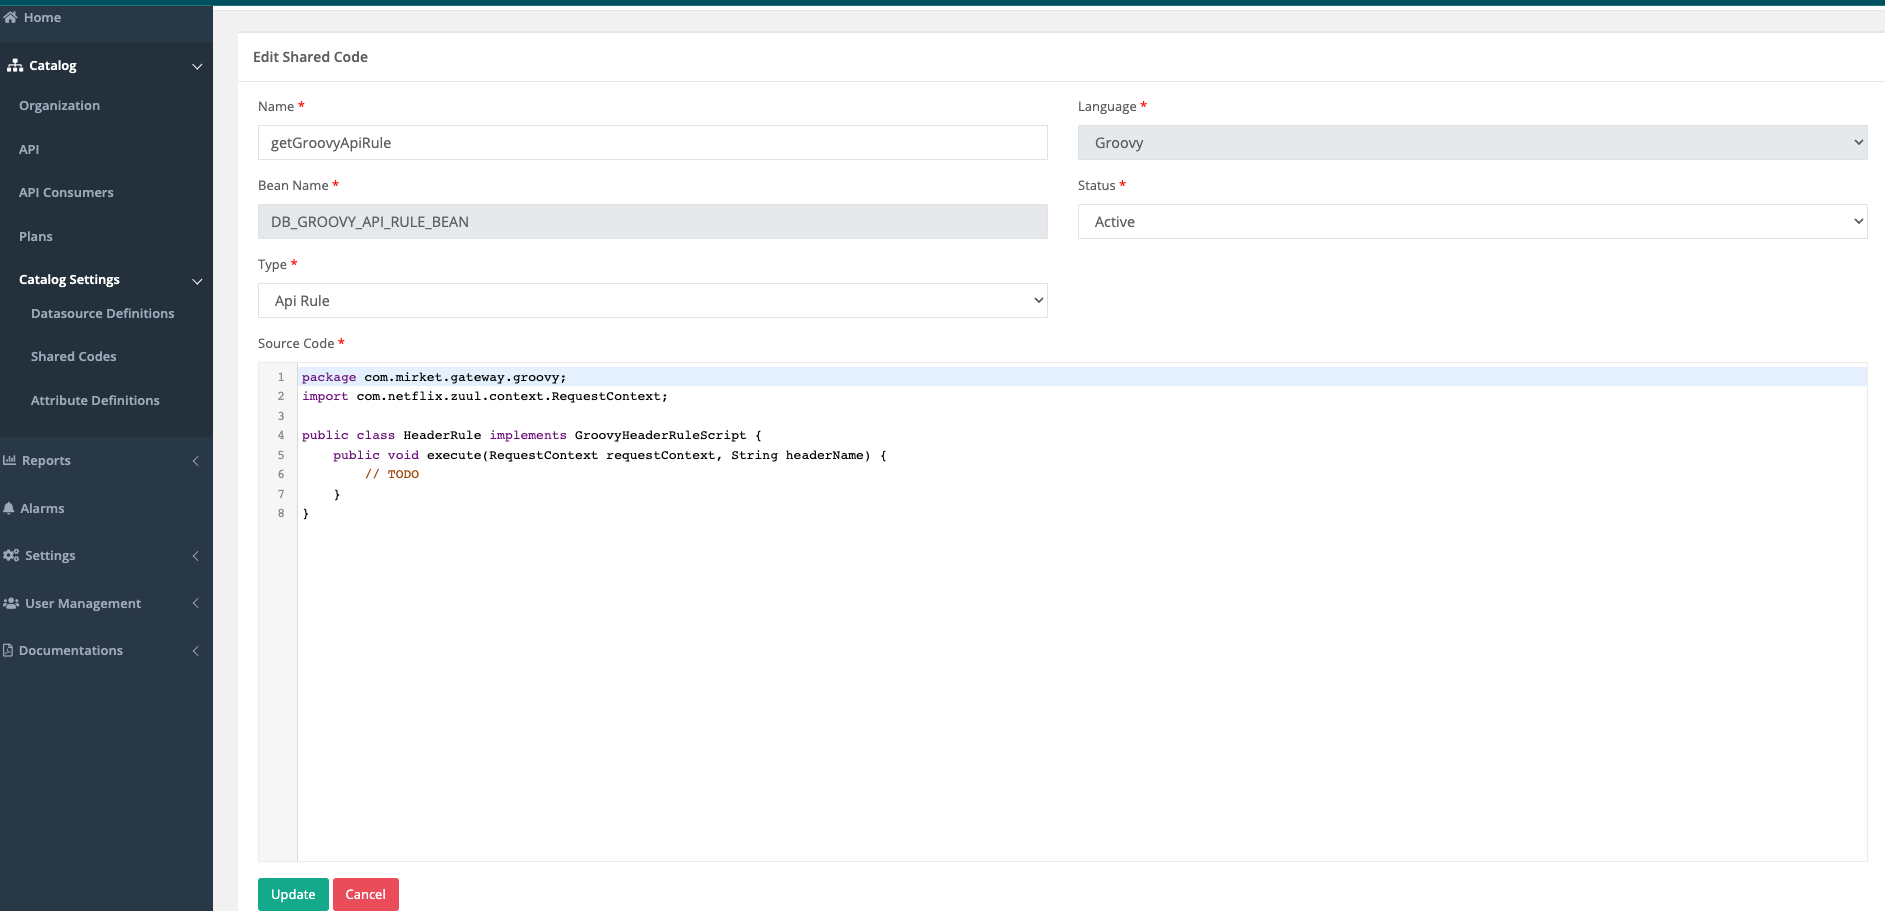 Home
Catalog
Organization
API
API Consumers
Plans
Catalog Settings
Datasource Definitions
Shared Codes
Attribute Definitions
Reports
Alarms
Settings
User Management
Documentations
Edit Shared Code
Name *
getGroovyApiRule
Language *
Groovy
Bean Name *
DB_GROOVY_API_RULE_BEAN
Status *
Active
Type *
Api Rule
Source Code *
1 package com.mirket.gateway.groovy;
2 import com.netflix.zuul.context.RequestContext;
3
4 public class HeaderRule implements GroovyHeaderRuleScript {
5     public void execute(RequestContext requestContext, String headerName) {
6         // TODO
7     }
8 }
Update Cancel